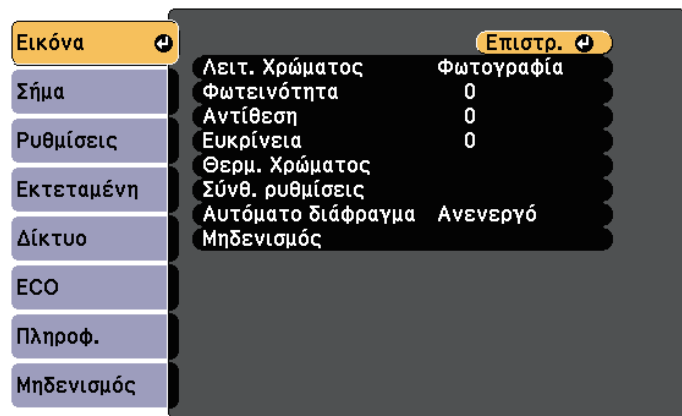 Εικόνα
Σήμα
Ρυθμίσεις
Εκτεταμένη
Δίκτυο
ECO
Πληροφ.
Μηδενισμός
Επιστρ.
Λειτ. Χρώματος Φωτογραφία
Φωτεινότητα 0
Αντίθεση 0
Ευκρίνεια 0
Θερμ. Χρώματος
Σύνθ. ρυθμίσεις
Αυτόματο διάφραγμα Ανενεργό
Μηδενισμός